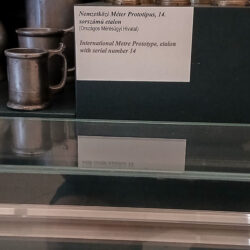 Nemzetközi Méter Prototípus, 14.
sorszámú etalon
(Országos Mérésügyi Hivatal)
International Metre Prototype, etalon
with serial number 14